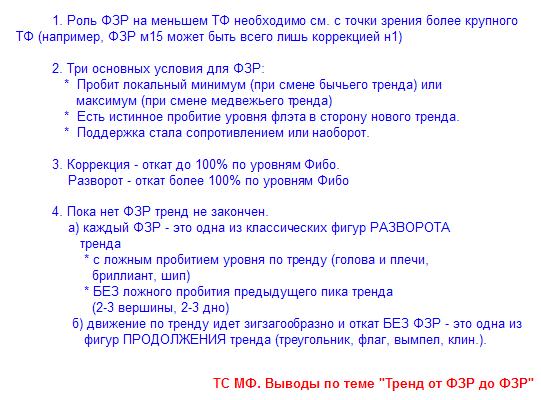 1. Роль ФЗР на меньшем ТФ необходимо см. с точки зрения более крупного
ТФ (например, ФЗР м15 может быть всего лишь коррекцией н1)
2. Три основных условия для ФЗР:
* Пробит локальный минимум (при смене бычьего тренда) или
максимум (при смене медвежьего тренда)
* Есть истинное пробитие уровня флэта в сторону нового тренда.
* Поддержка стала сопротивлением или наоборот.
3. Коррекция - откат до 100% по уровням Фибо.
Разворот - откат более 100% по уровням Фибо
4. Пока нет ФЗР тренд не закончен.
а) каждый ФЗР - это одна из классических фигур РАЗВОРОТА
тренда
* с ложным пробитием уровня по тренду (голова и плечи,
бриллиант, шип)
* БЕЗ ложного пробития предыдущего пика тренда
(2-3 вершины, 2-3 дно)
б) движение по тренду идет зигзагообразно и откат БЕЗ ФЗР - это одна из
фигур ПРОДОЛЖЕНИЯ тренда (треугольник, флаг, вымпел, клин.).
ТС МФ. Выводы по теме "Тренд от ФЗР до ФЗР"